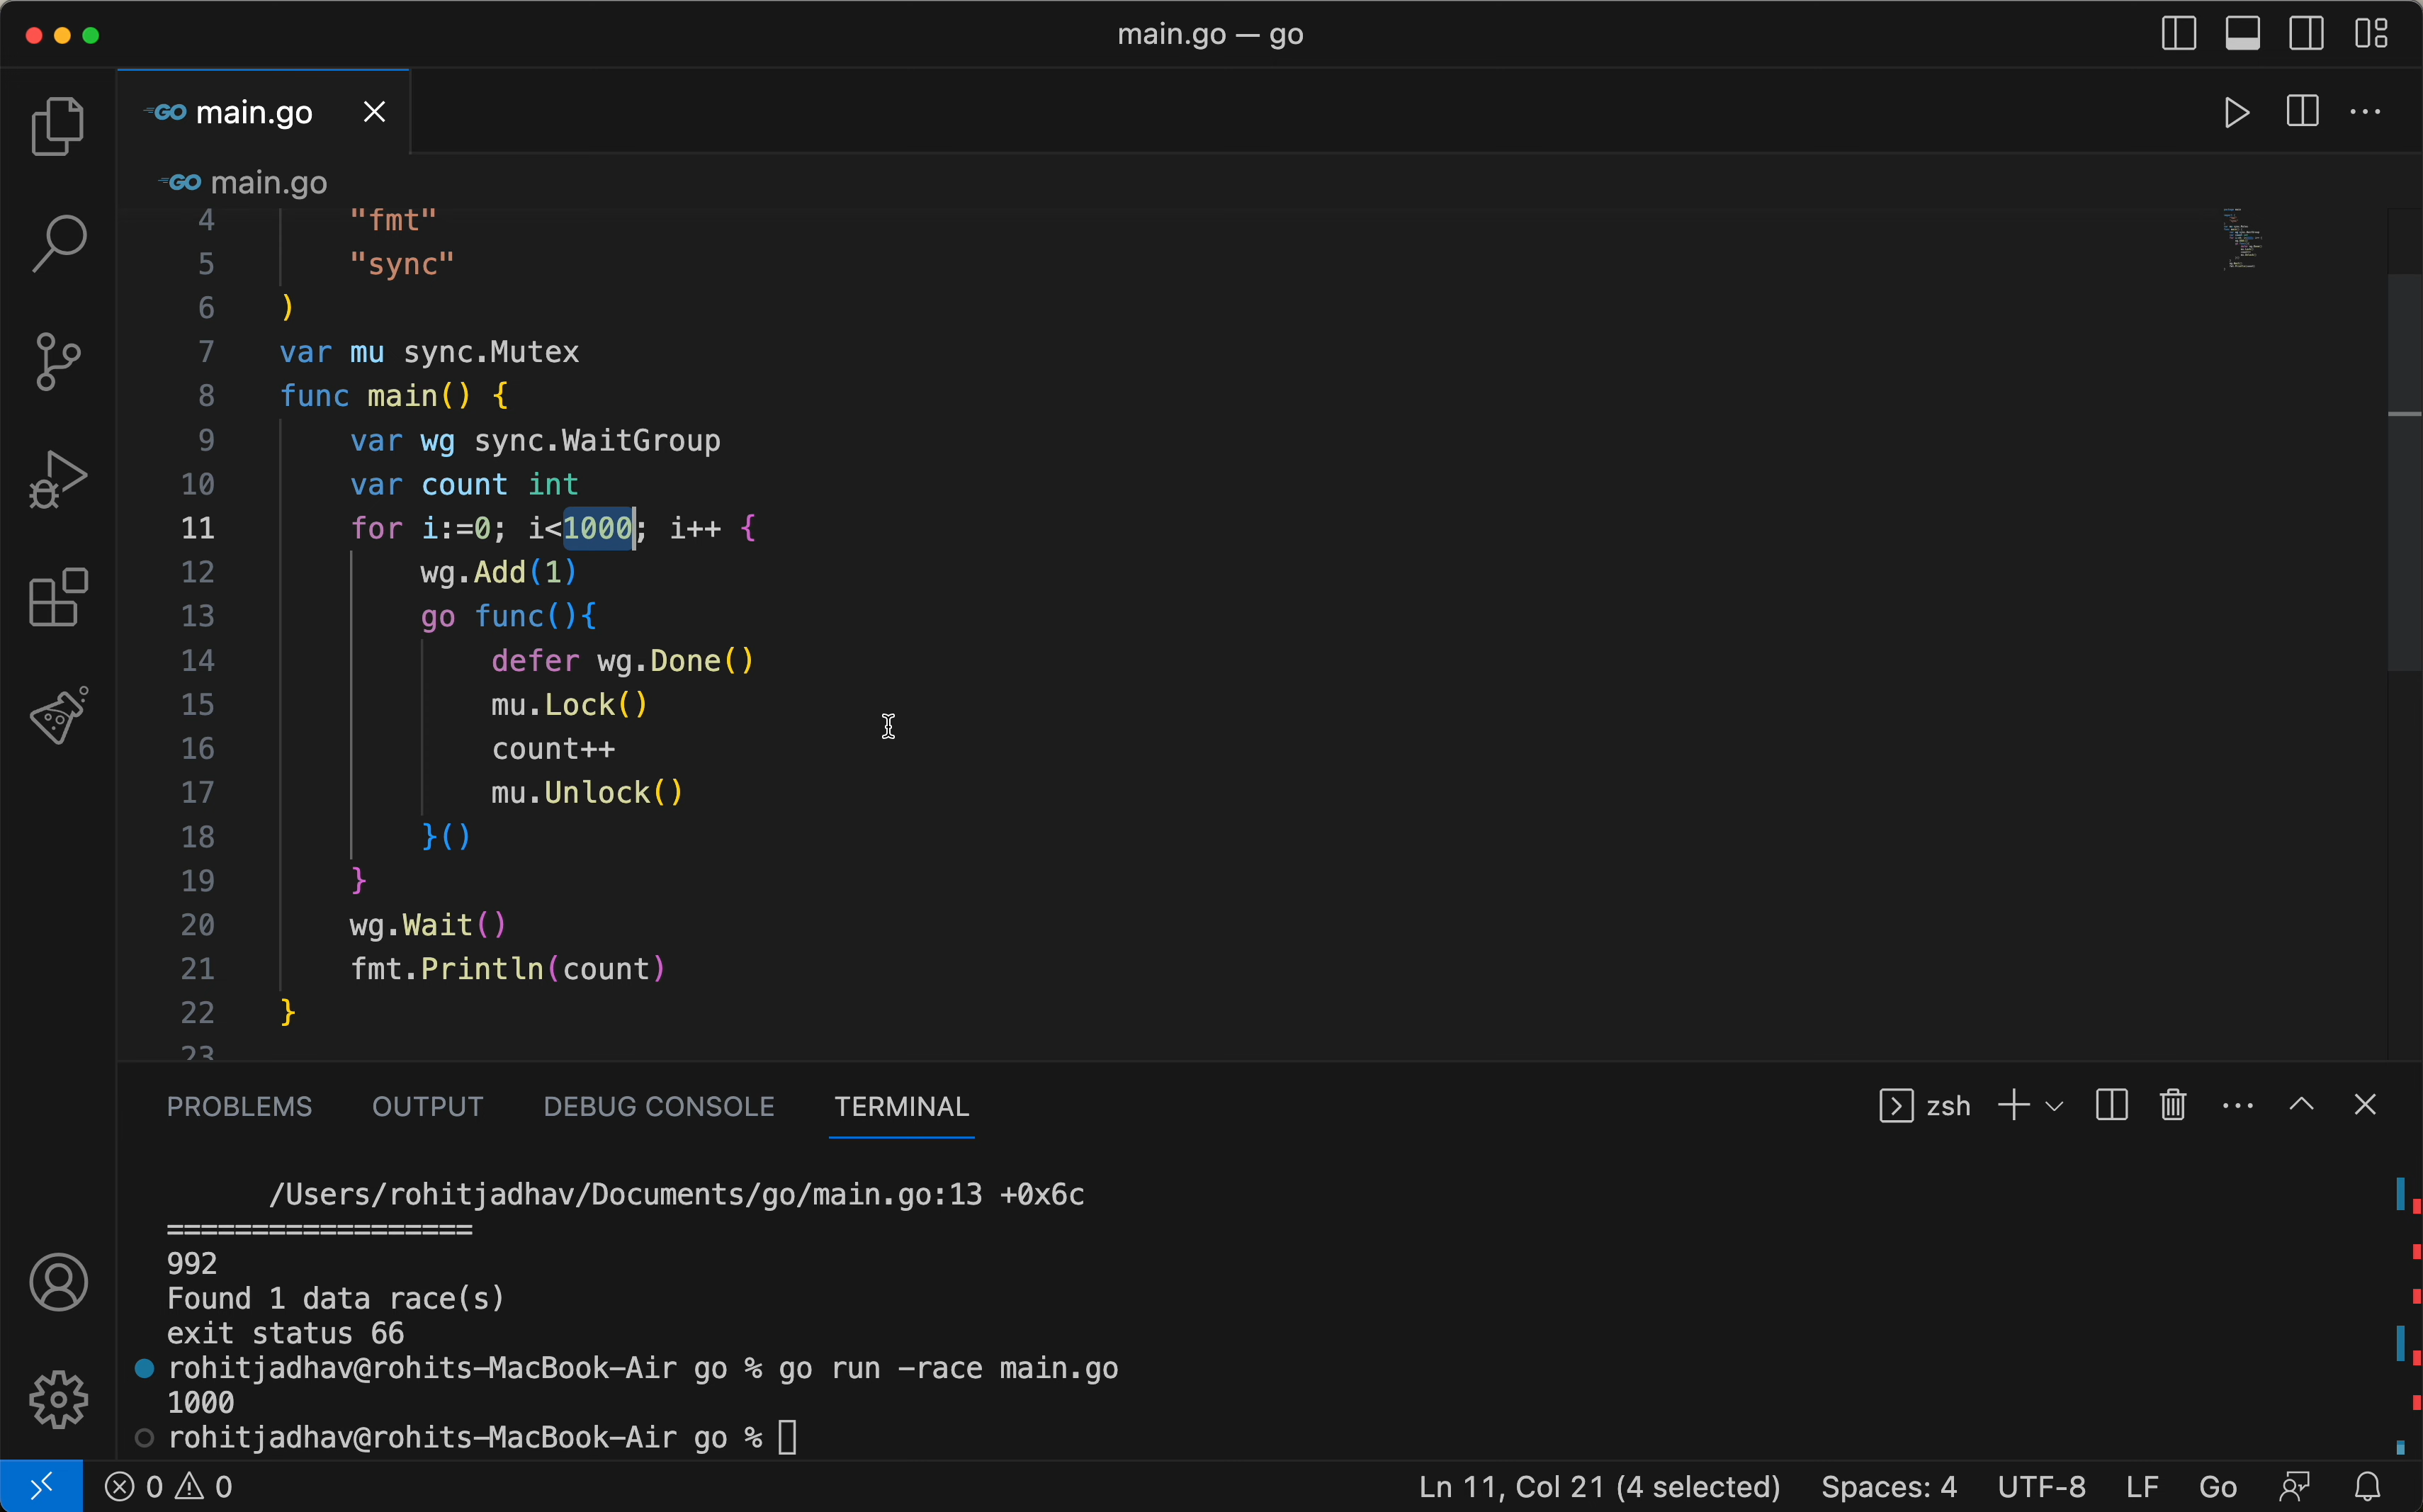 main.go — go
GO main.go
GO main.go
4 "fmt"
5 "sync"
6 )
7 var mu sync.Mutex
8 func main() {
9 var wg sync.WaitGroup
10 var count int
11 for i:=0; i<1000; i++ {
12 wg.Add(1)
13 go func(){
14 defer wg.Done()
15 mu.Lock()
16 count++
17 mu.Unlock()
18 }()
19 }
20 wg.Wait()
21 fmt.Println(count)
22 }
23
PROBLEMS OUTPUT DEBUG CONSOLE TERMINAL zsh
/Users/rohitjadhav/Documents/go/main.go:13 +0x6c
==================
992
Found 1 data race(s)
exit status 66
rohitjadhav@rohits-MacBook-Air go % go run -race main.go
1000
rohitjadhav@rohits-MacBook-Air go %
0 0 Ln 11, Col 21 (4 selected) Spaces: 4 UTF-8 LF Go